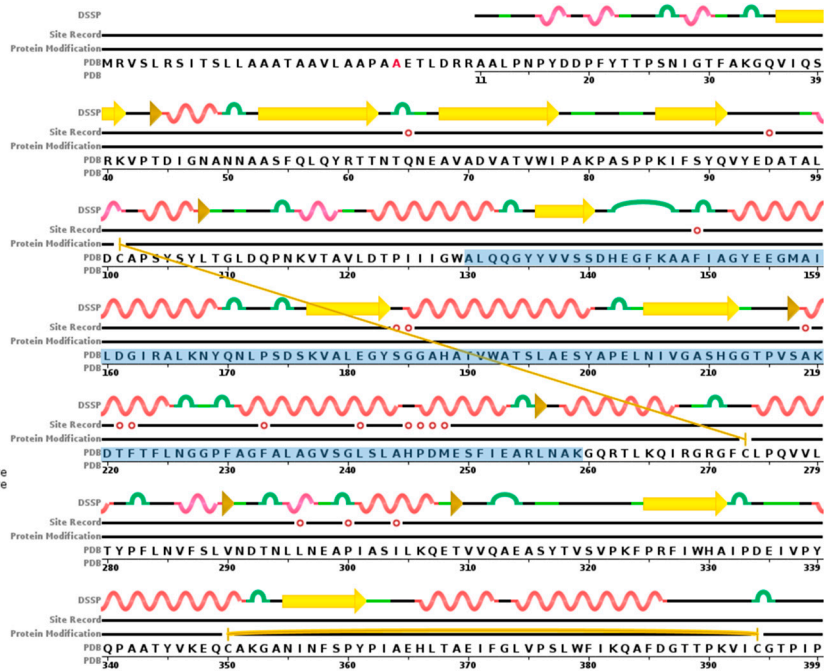 DSSP
Site Record
Protein Modification
PDB MRVSLRSITSLLAAATAAVLAAPAAETLDRRAALPNPYDDPFYTTPSNIGTFAKGQVIQS
PDB 11 20 30 39
DSSP
Site Record
Protein Modification
PDB RKVPTDIGNANNAASFQLQYRTTNTQNEAVADVATVWIPAKPASPPKIFSYQVYEDATAL
PDB 40 50 60 70 80 90 99
DSSP
Site Record
Protein Modification
PDB DCAPSYSYLTGLDQPNKVTAVLDTPIIIGWALQQGYYVVSSDHEGFKAAFIAGYEEGMAI
PDB 100 110 120 130 140 150 159
DSSP
Site Record
Protein Modification
PDB LDGIRALKNYQNLPSDSKVALEGYSGGAHATVWATSLAESYAPELNIVGASHGGTPVSAK
PDB 160 170 180 190 200 210 219
DSSP
Site Record
Protein Modification
PDB DTFTFLNGGPFAGFALAGVSGLSLAHPDMESFIEARLNAKGQRTLKQIRGRGFCLPQVVL
PDB 220 230 240 250 260 270 279
e
e
DSSP
Site Record
Protein Modification
PDB TYPFLNVFSLVNDTNLLNEAPIASILKQETVVQAEASYTVSVPKFPRFIWHAIPDEIVPY
PDB 280 290 300 310 320 330 339
DSSP
Site Record
Protein Modification
PDB QPAATYVKEQCAKGANINFSPYPIAEHLTAEIFGLVPSLWFIKQAFDGTTPKVICGTPIP
PDB 340 350 360 370 380 390